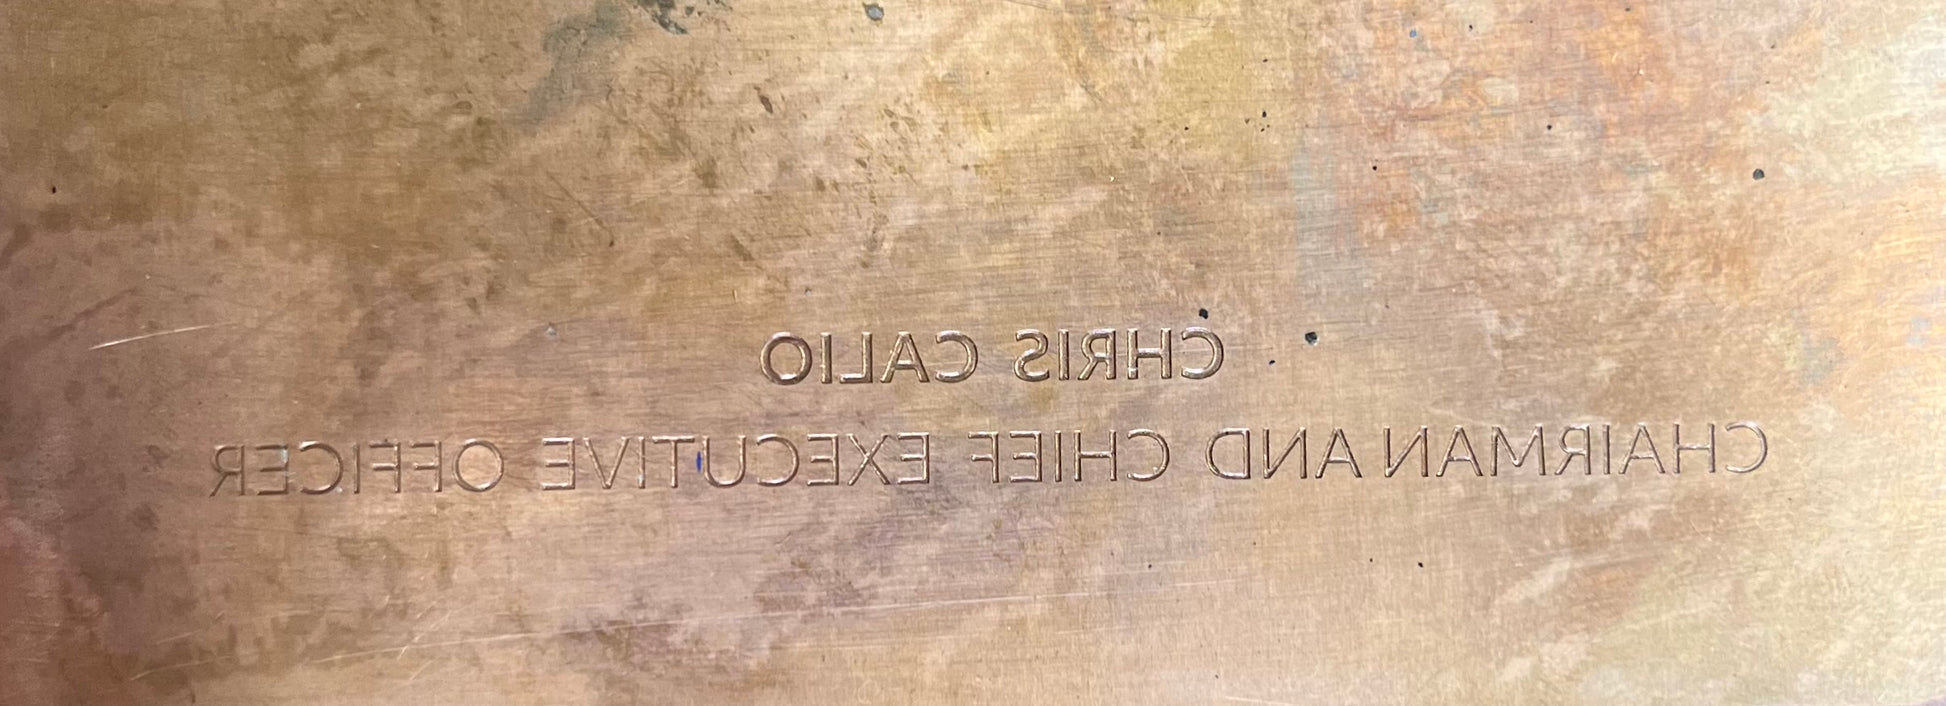 CHRIS CALIO
CHAIRMAN AND CHIEF EXECUTIVE OFFICER